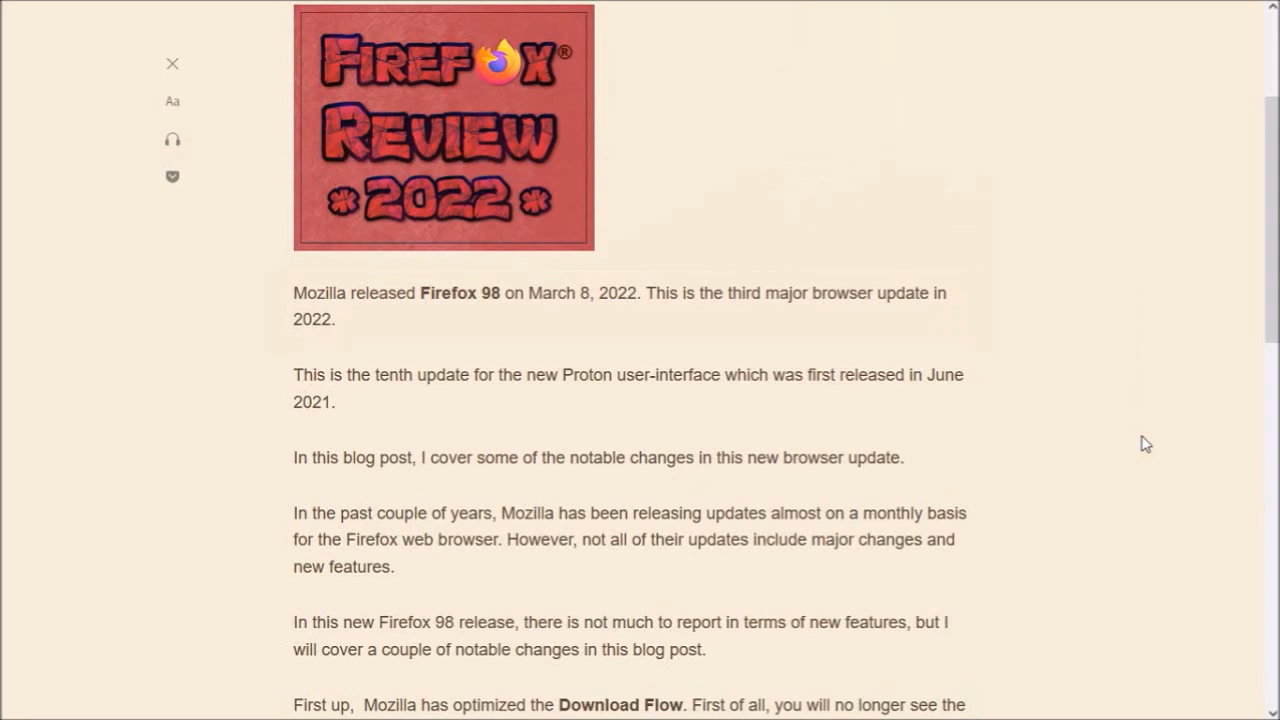 Firefox®
Review
*2022*
Aa
Mozilla released Firefox 98 on March 8, 2022. This is the third major browser update in
2022.
This is the tenth update for the new Proton user-interface which was first released in June
2021.
In this blog post, I cover some of the notable changes in this new browser update.
In the past couple of years, Mozilla has been releasing updates almost on a monthly basis
for the Firefox web browser. However, not all of their updates include major changes and
new features.
In this new Firefox 98 release, there is not much to report in terms of new features, but I
will cover a couple of notable changes in this blog post.
First up,  Mozilla has optimized the Download Flow. First of all, you will no longer see the